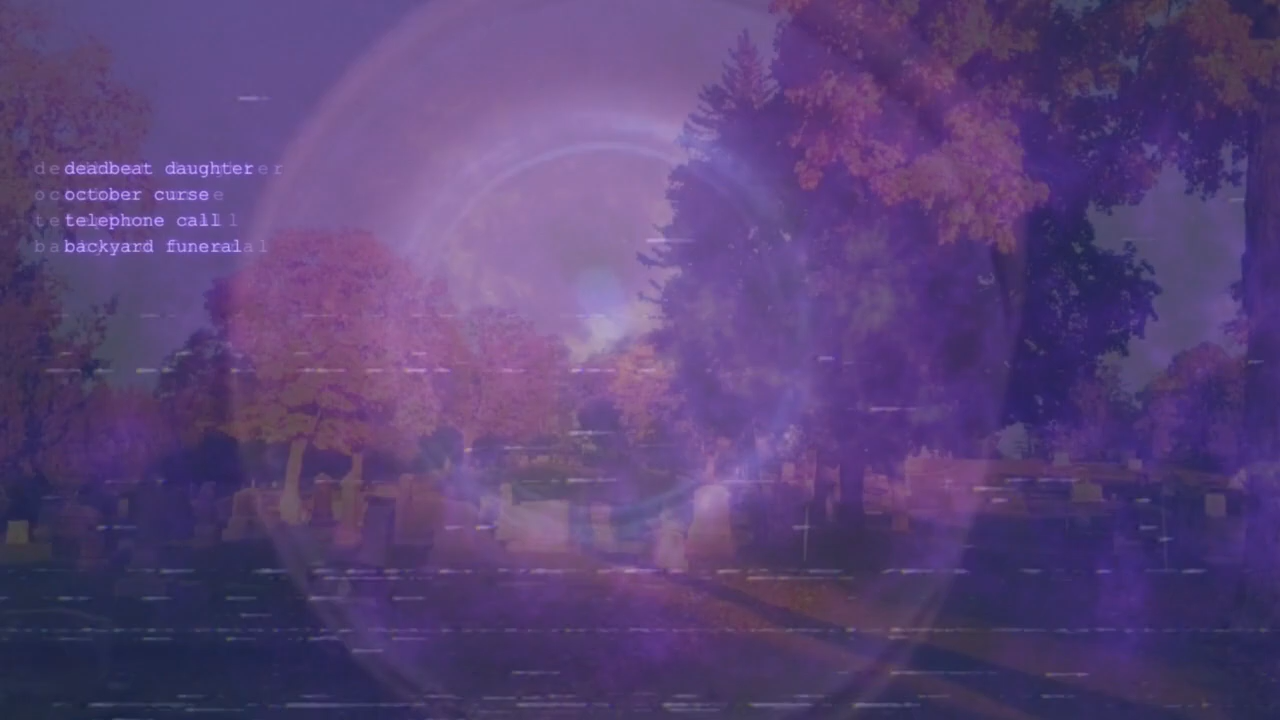 deadbeat daughter
october curse
telephone call
backyard funeral